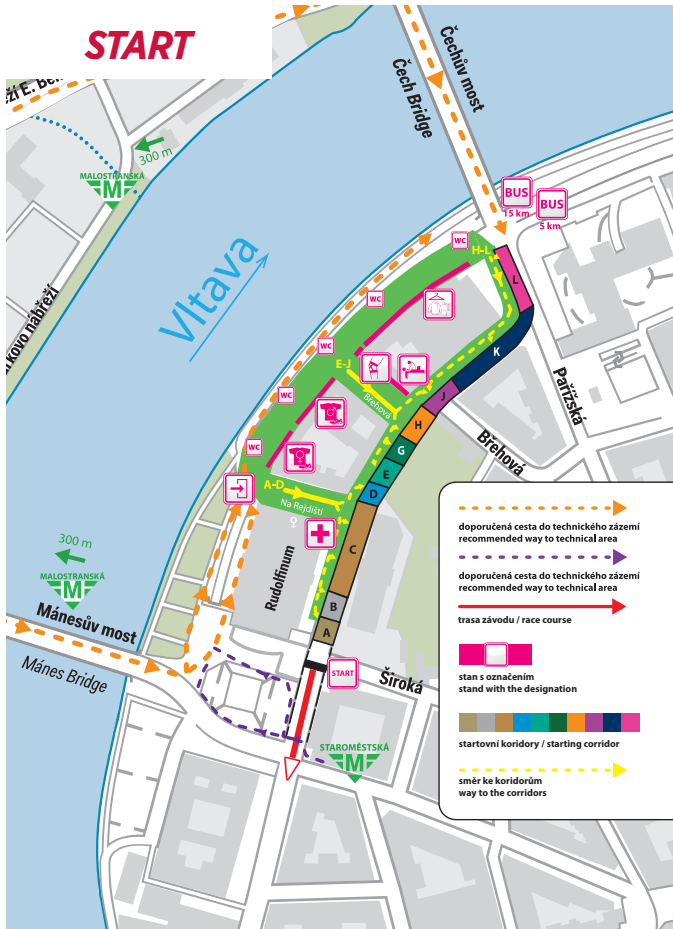 START
Čechův most
Čech Bridge
300 m
MALOSTRANSKÁ
M
BUS
15 km
BUS
5 km
WC
H-L
L
Vltava
WC
K
WC
E-J
Břehová
J
Pařížská
WC
H
Břehová
G
WC
E
A-D
D
Na Rejdišti
C
Rudolfinum
B
A
300 m
MALOSTRANSKÁ
M
Mánesův most
Mánes Bridge
START
Široká
STAROMĚSTSKÁ
M
doporučená cesta do technického zázemí
recommended way to technical area
doporučená cesta do technického zázemí
recommended way to technical area
trasa závodu / race course
stan s označením
stand with the designation
startovní koridory / starting corridor
směr ke koridorům
way to the corridors